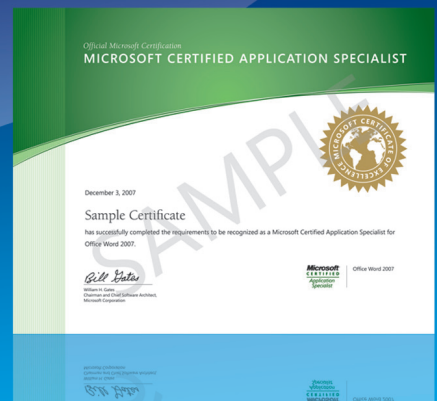 Official Microsoft Certification
MICROSOFT CERTIFIED APPLICATION SPECIALIST
MICROSOFT CERTIFIED
CERTIFICATE OF EXCELLENCE
SAMPLE
December 3, 2007
Sample Certificate
has successfully completed the requirements to be recognized as a Microsoft Certified Application Specialist for
Office Word 2007.
Bill Gates
William H. Gates
Chairman and Chief Software Architect,
Microsoft Corporation
Microsoft
CERTIFIED
Application
Specialist
Office Word 2007